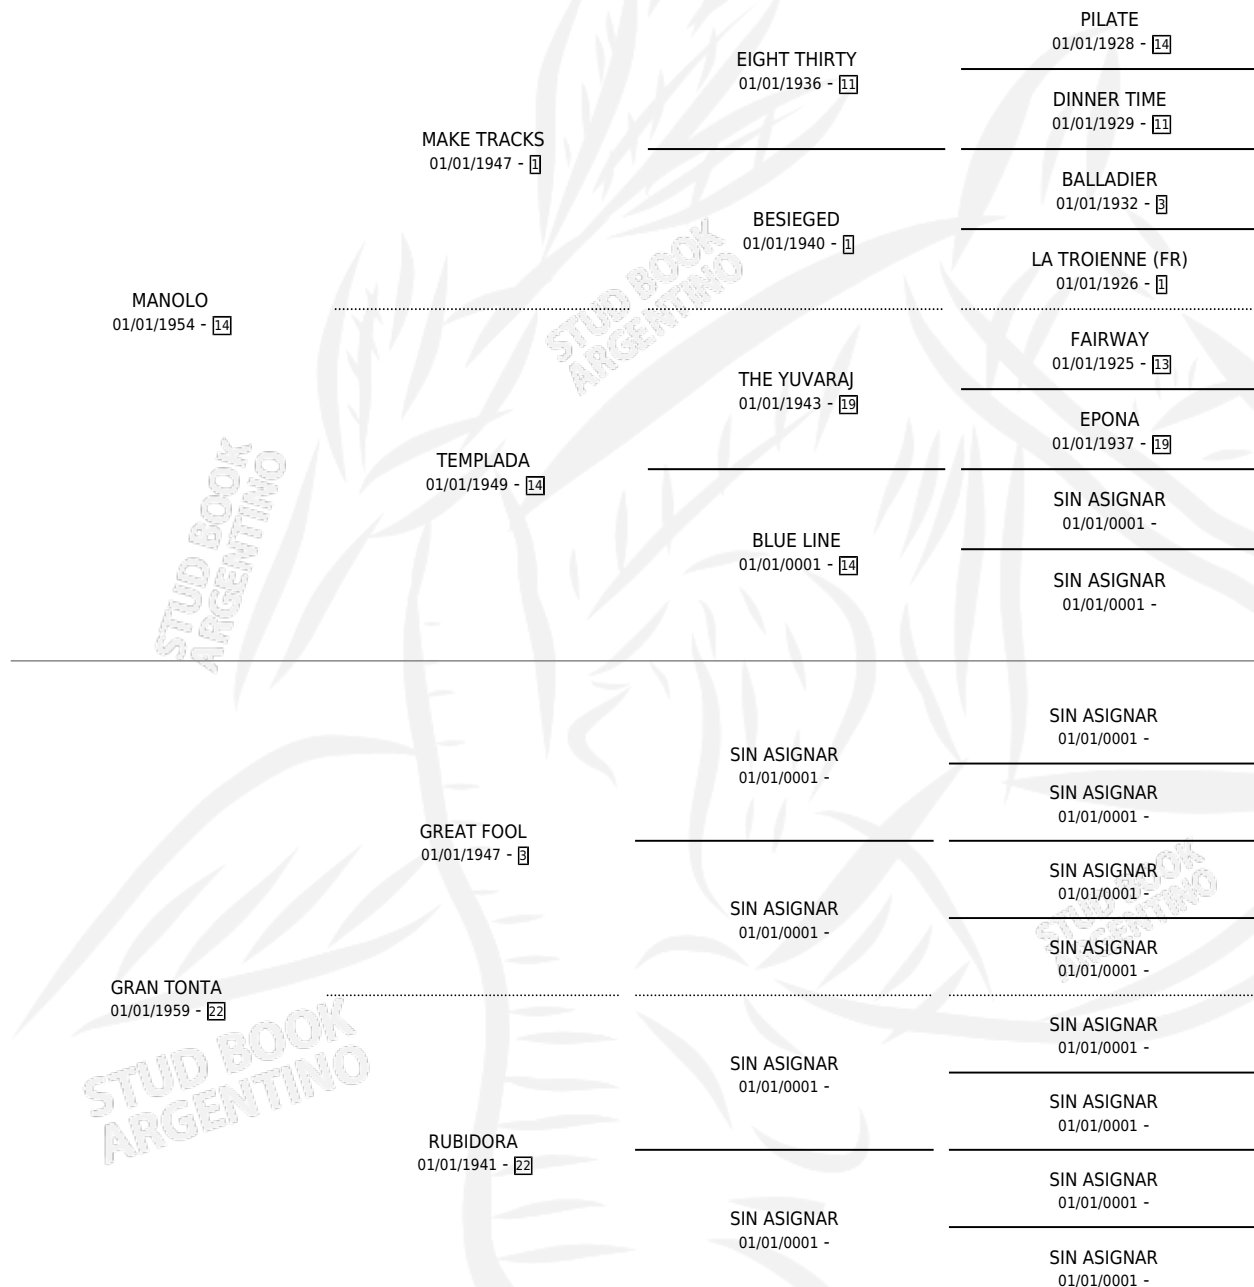 PILATE
01/01/1928 - 14
EIGHT THIRTY
01/01/1936 - 11
DINNER TIME
01/01/1929 - 11
MAKE TRACKS
01/01/1947 - 1
BALLADIER
01/01/1932 - 3
BESIEGED
01/01/1940 - 1
LA TROIENNE (FR)
01/01/1926 - 1
MANOLO
01/01/1954 - 14
FAIRWAY
01/01/1925 - 13
THE YUVARAJ
01/01/1943 - 19
EPONA
01/01/1937 - 19
TEMPLADA
01/01/1949 - 14
SIN ASIGNAR
01/01/0001 -
BLUE LINE
01/01/0001 - 14
SIN ASIGNAR
01/01/0001 -
STUD BOOK
ARGENTINO
STUD BOOK
ARGENTINO
SIN ASIGNAR
01/01/0001 -
SIN ASIGNAR
01/01/0001 -
SIN ASIGNAR
01/01/0001 -
GREAT FOOL
01/01/1947 - 3
SIN ASIGNAR
01/01/0001 -
SIN ASIGNAR
01/01/0001 -
SIN ASIGNAR
01/01/0001 -
STUD BOOK
ARGENTINO
GRAN TONTA
01/01/1959 - 22
SIN ASIGNAR
01/01/0001 -
SIN ASIGNAR
01/01/0001 -
SIN ASIGNAR
01/01/0001 -
STUD BOOK
ARGENTINO
RUBIDORA
01/01/1941 - 22
SIN ASIGNAR
01/01/0001 -
SIN ASIGNAR
01/01/0001 -
SIN ASIGNAR
01/01/0001 -